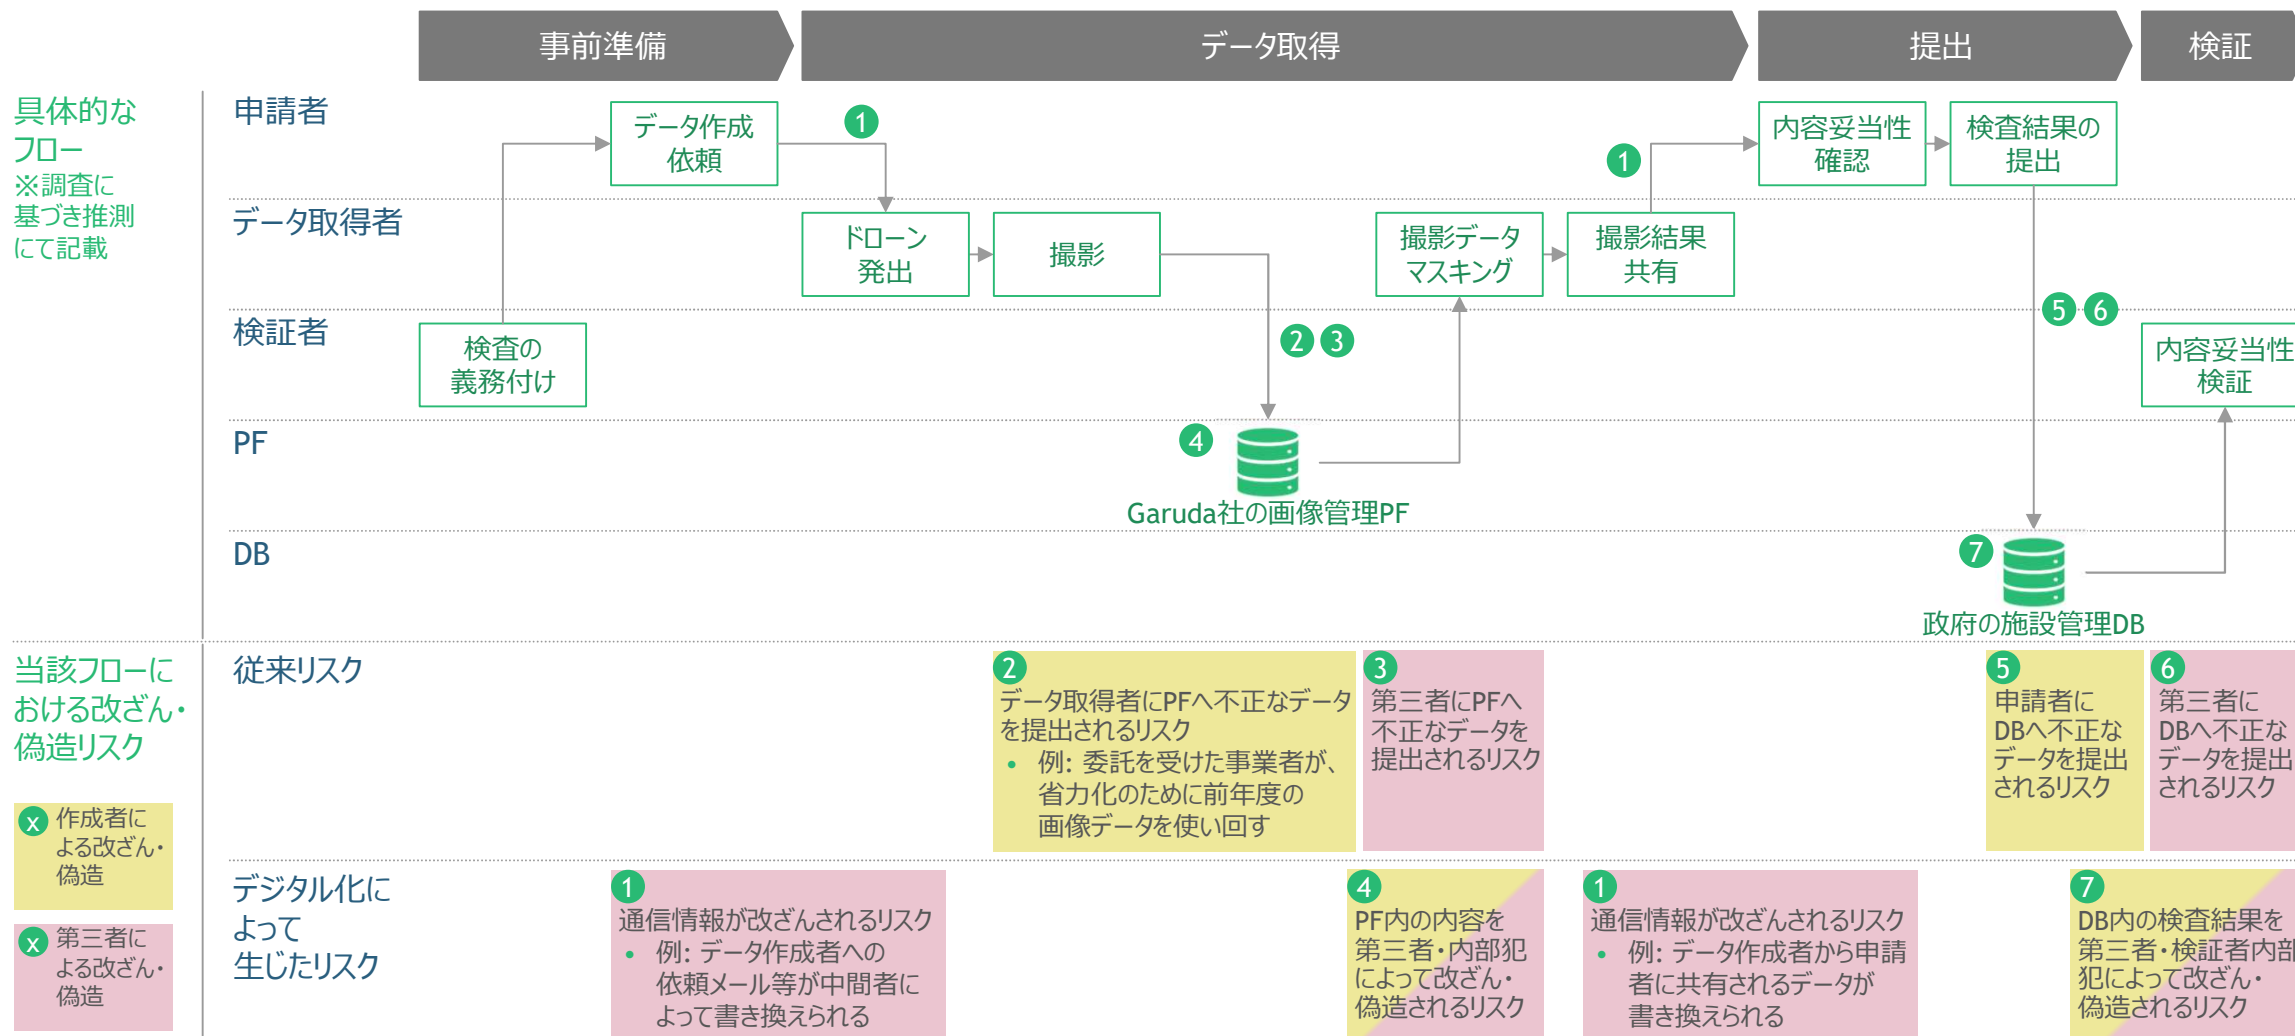 事前準備
データ取得
提出
検証
具体的な
フロー
※調査に
基づき推測
にて記載
申請者
データ作成
依頼
1
1
内容妥当性
確認
検査結果の
提出
データ取得者
ドローン
発出
撮影
撮影データ
マスキング
撮影結果
共有
検証者
検査の
義務付け
2 3
5 6
内容妥当性
検証
PF
4
Garuda社の画像管理PF
DB
7
政府の施設管理DB
当該フローに
おける改ざん・
偽造リスク
x 作成者に
よる改ざん・
偽造
x 第三者に
よる改ざん・
偽造
従来リスク
2
データ取得者にPFへ不正なデータ
を提出されるリスク
• 例: 委託を受けた事業者が、
省力化のために前年度の
画像データを使い回す
3
第三者にPFへ
不正なデータを
提出されるリスク
5
申請者に
DBへ不正な
データを提出
されるリスク
6
第三者に
DBへ不正な
データを提出
されるリスク
デジタル化に
よって
生じたリスク
1
通信情報が改ざんされるリスク
• 例: データ作成者への
依頼メール等が中間者に
よって書き換えられる
4
PF内の内容を
第三者・内部犯
によって改ざん・
偽造されるリスク
1
通信情報が改ざんされるリスク
• 例: データ作成者から申請
者に共有されるデータが
書き換えられる
7
DB内の検査結果を
第三者・検証者内部
犯によって改ざん・
偽造されるリスク